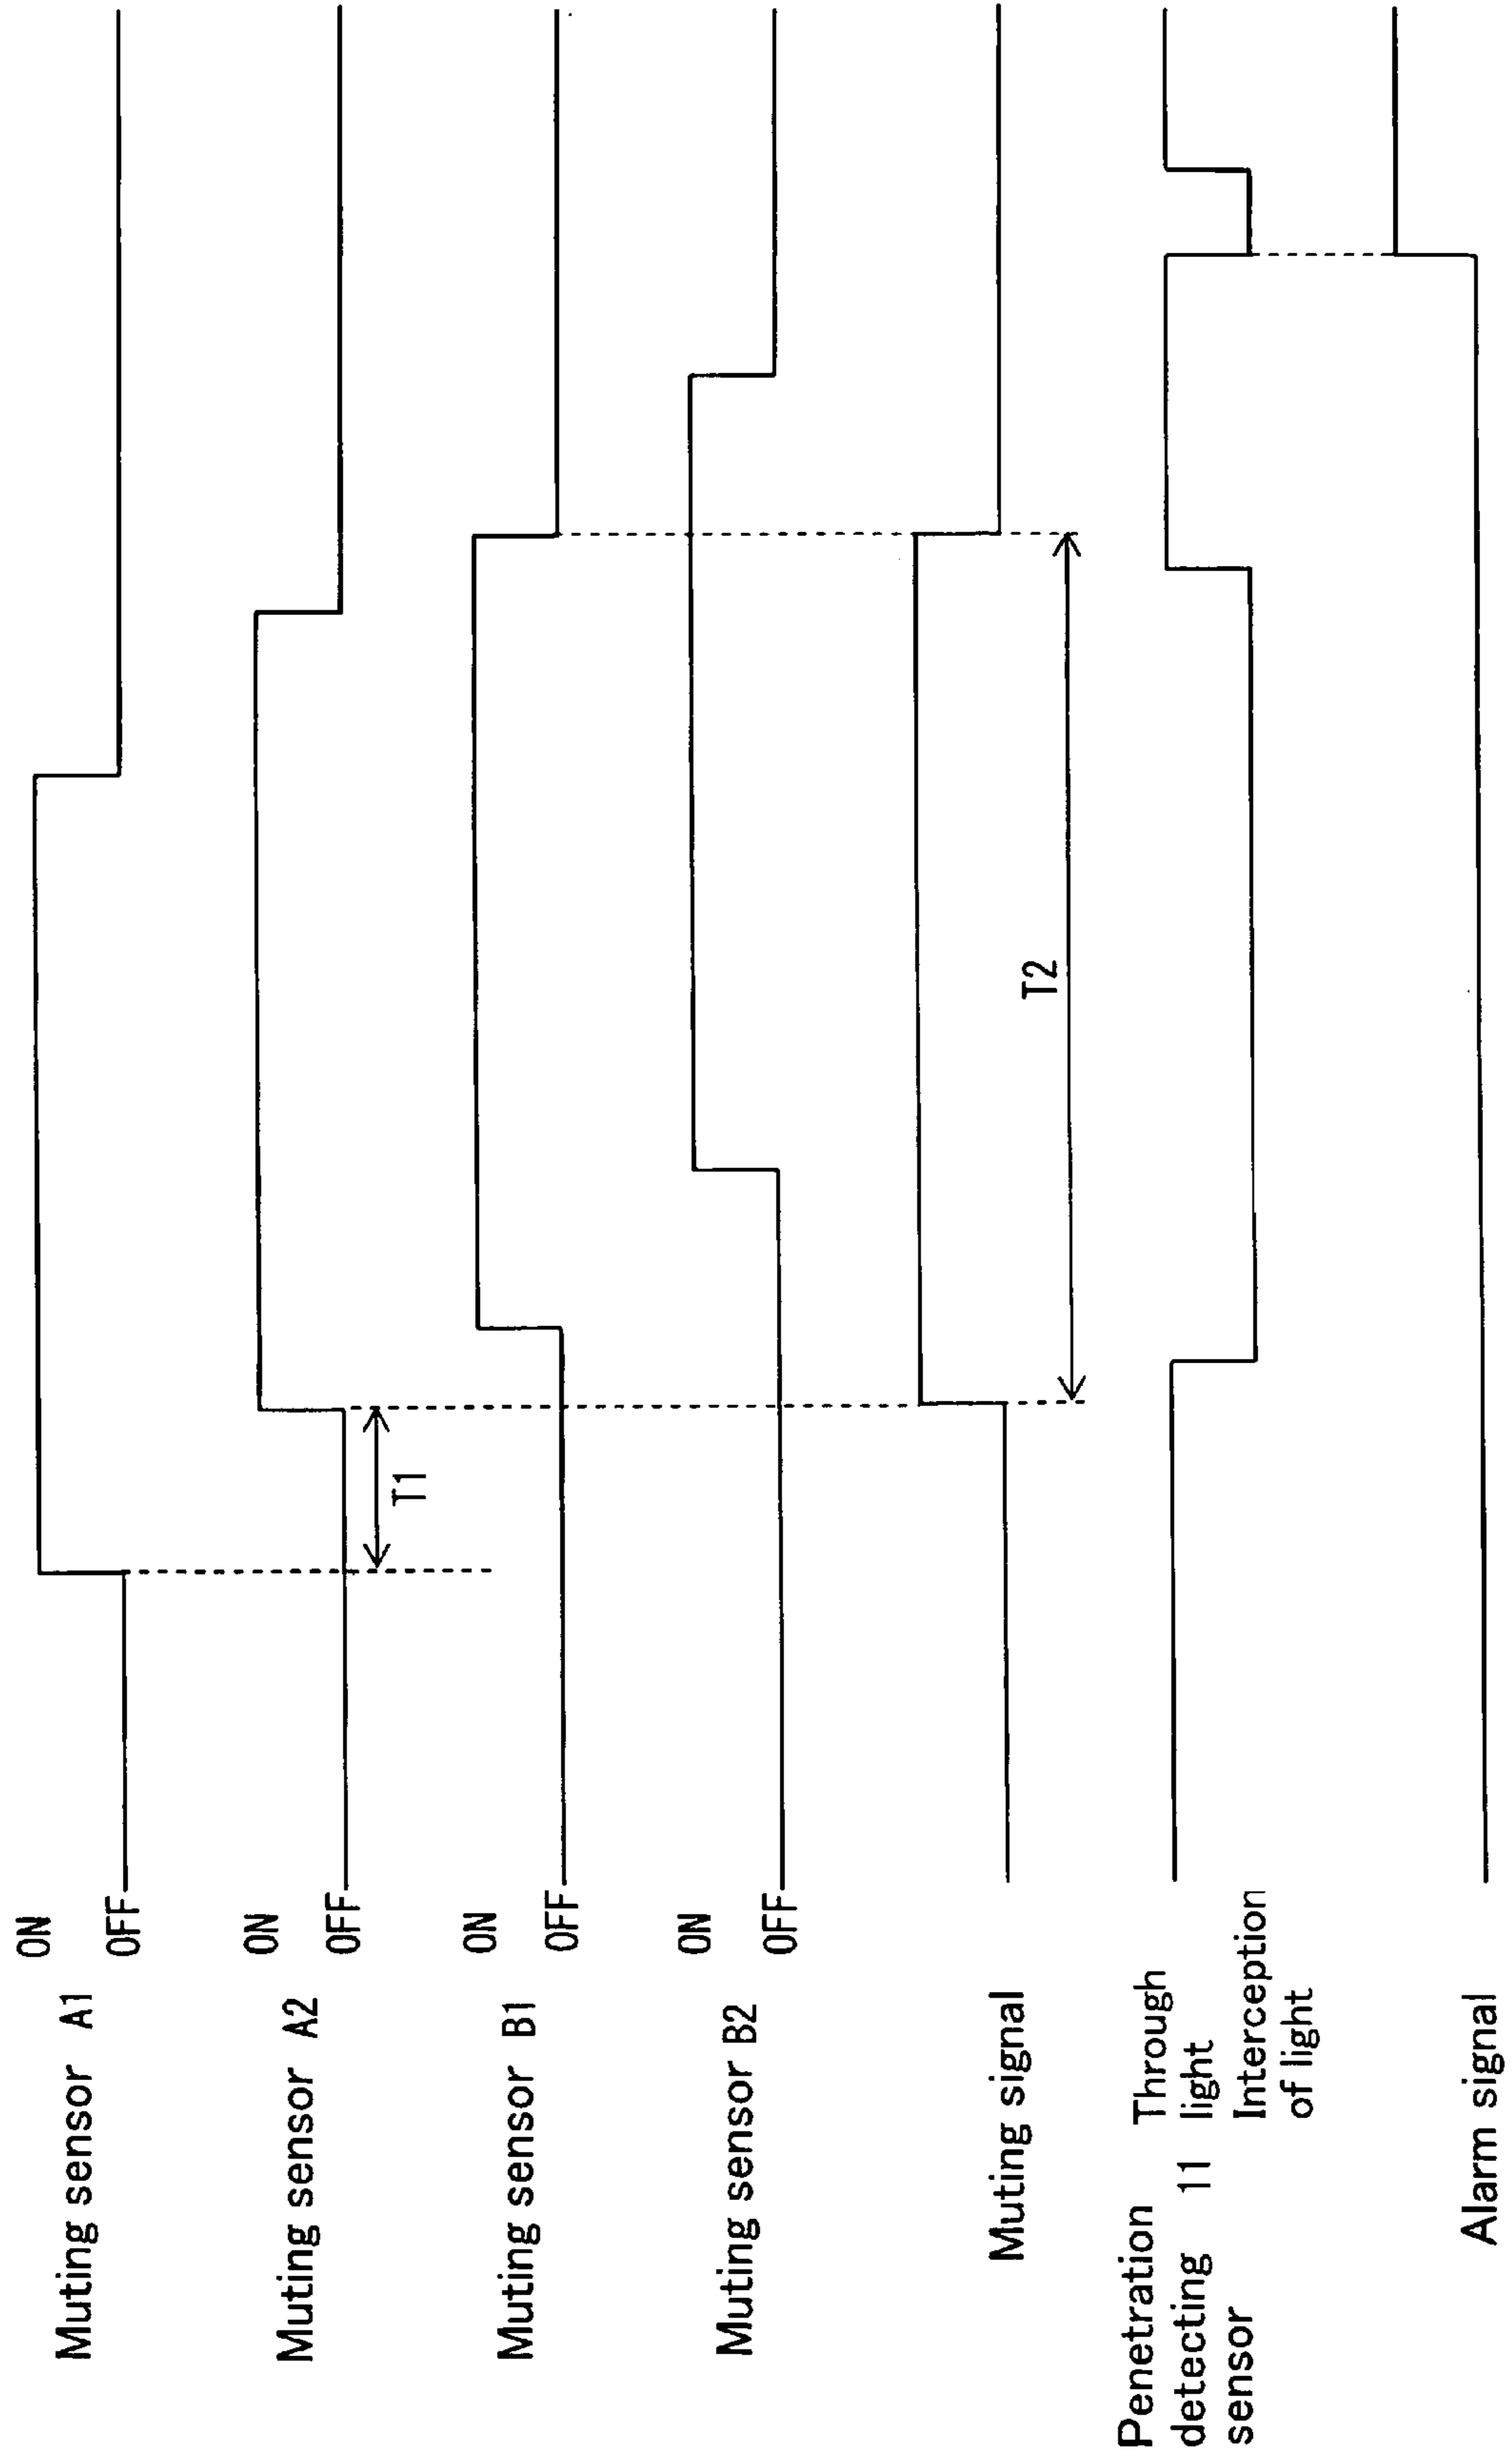 ON
Muting sensor A1
OFF
ON
Muting sensor A2
OFF
T1
ON
Muting sensor B1
OFF
ON
Muting sensor B2
OFF
Muting signal
T2
Penetration
detecting 11
sensor
Through
light
Interception
of light
Alarm signal